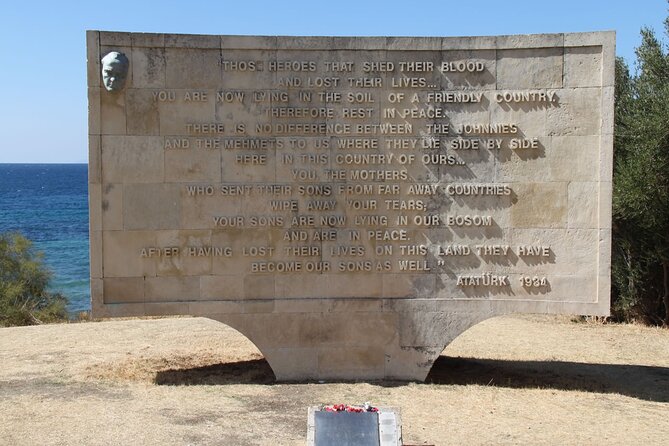 THOS HEROES THAT SHED THEIR BLOOD
AND LOST THEIR LIVES...
YOU ARE NOW LYING IN THE SOIL OF A FRIENDLY COUNTRY.
THEREFORE REST IN PEACE.
THERE IS NO DIFFERENCE BETWEEN THE JOHNNIES
AND THE MEHMETS TO US WHERE THEY LIE SIDE BY SIDE
HERE IN THIS COUNTRY OF OURS...
YOU, THE MOTHERS,
WHO SENT THEIR SONS FROM FAR AWAY COUNTRIES
WIPE AWAY YOUR TEARS;
YOUR SONS ARE NOW LYING IN OUR BOSOM
AND ARE IN PEACE.
AFTER HAVING LOST THEIR LIVES ON THIS LAND THEY HAVE
BECOME OUR SONS AS WELL"
ATATÜRK 1934